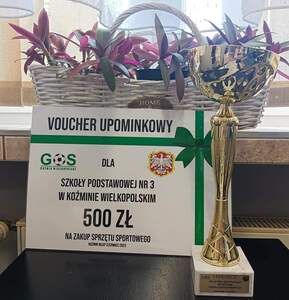 HOME
VOUCHER UPOMINKOWY
GOS
DLA
SZKOŁY PODSTAWOWEJ NR 3
W KOŹMINIE WIELKOPOLSKIM
500 ZŁ
NA ZAKUP SPRZĘTU SPORTOWEGO